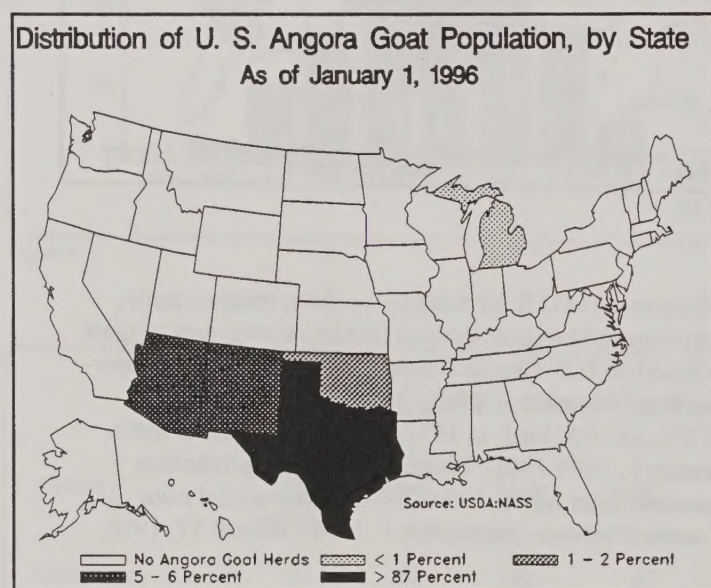 Distribution of U. S. Angora Goat Population, by State
As of January 1, 1996
Source: USDA:NASS
No Angora Goat Herds < 1 Percent 1 - 2 Percent
5 - 6 Percent > 87 Percent